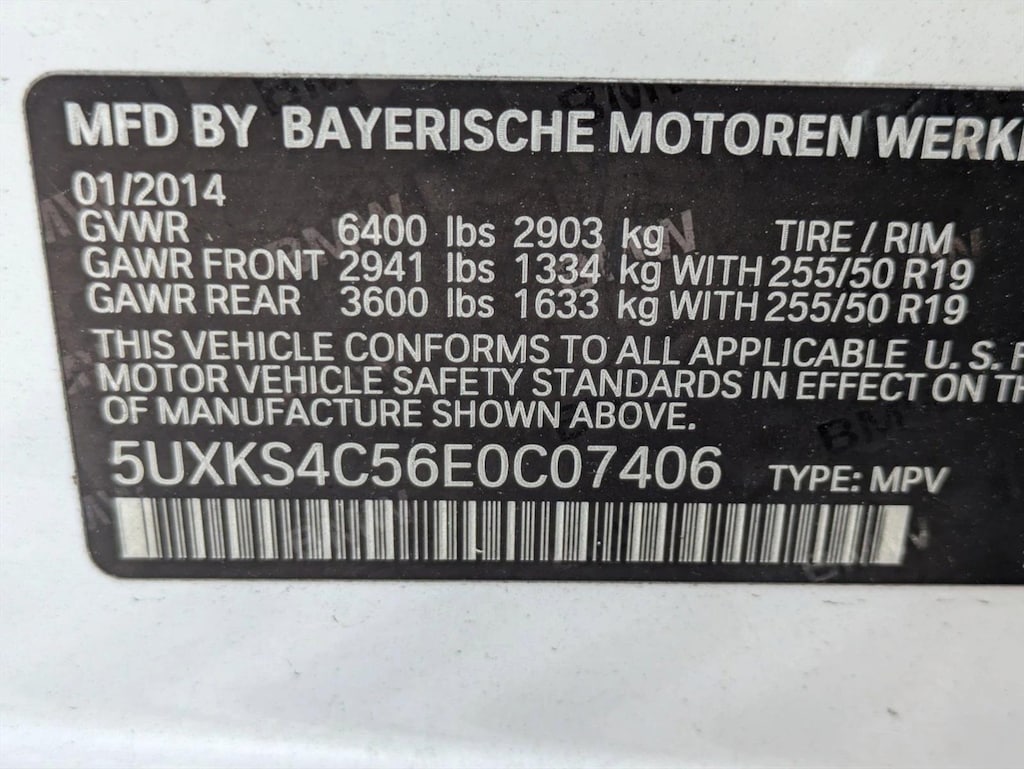 MFD BY BAYERISCHE MOTOREN
01/2014
GVWR 6400 lbs 2903 kg TIRE / RIM
GAWR FRONT 2941 lbs 1334 kg WITH 255/50 R19
GAWR REAR 3600 lbs 1633 kg WITH 255/50 R19
THIS VEHICLE CONFORMS TO ALL APPLICABLE U. S.
MOTOR VEHICLE SAFETY STANDARDS IN EFFECT ON
OF MANUFACTURE SHOWN ABOVE.
5UXKS4C56E0C07406 TYPE: MPV